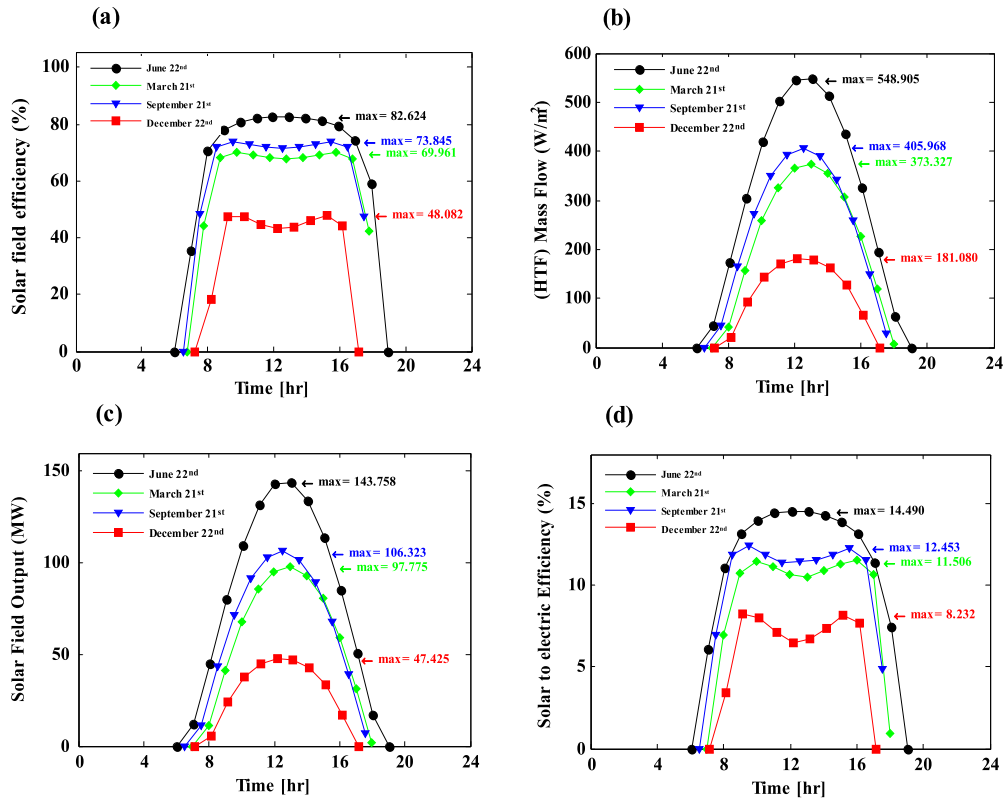 (a)
Solar field efficiency (%)
100
80
60
40
20
0
June 22nd
March 21st
September 21st
December 22nd
max = 82.624
max = 73.845
max = 69.961
max = 48.082
0 4 8 12 16 20 24
Time [hr]
(b)
(HTF) Mass Flow (W/m²)
600
500
400
300
200
100
0
June 22nd
March 21st
September 21st
December 22nd
max = 548.905
max = 405.968
max = 373.327
max = 181.080
0 4 8 12 16 20 24
Time [hr]
(c)
Solar Field Output (MW)
150
100
50
0
June 22nd
March 21st
September 21st
December 22nd
max = 143.758
max = 106.323
max = 97.775
max = 47.425
0 4 8 12 16 20 24
Time [hr]
(d)
Solar to electric Efficiency (%)
15
10
5
0
June 22nd
March 21st
September 21st
December 22nd
max = 14.490
max = 12.453
max = 11.506
max = 8.232
0 4 8 12 16 20 24
Time [hr]